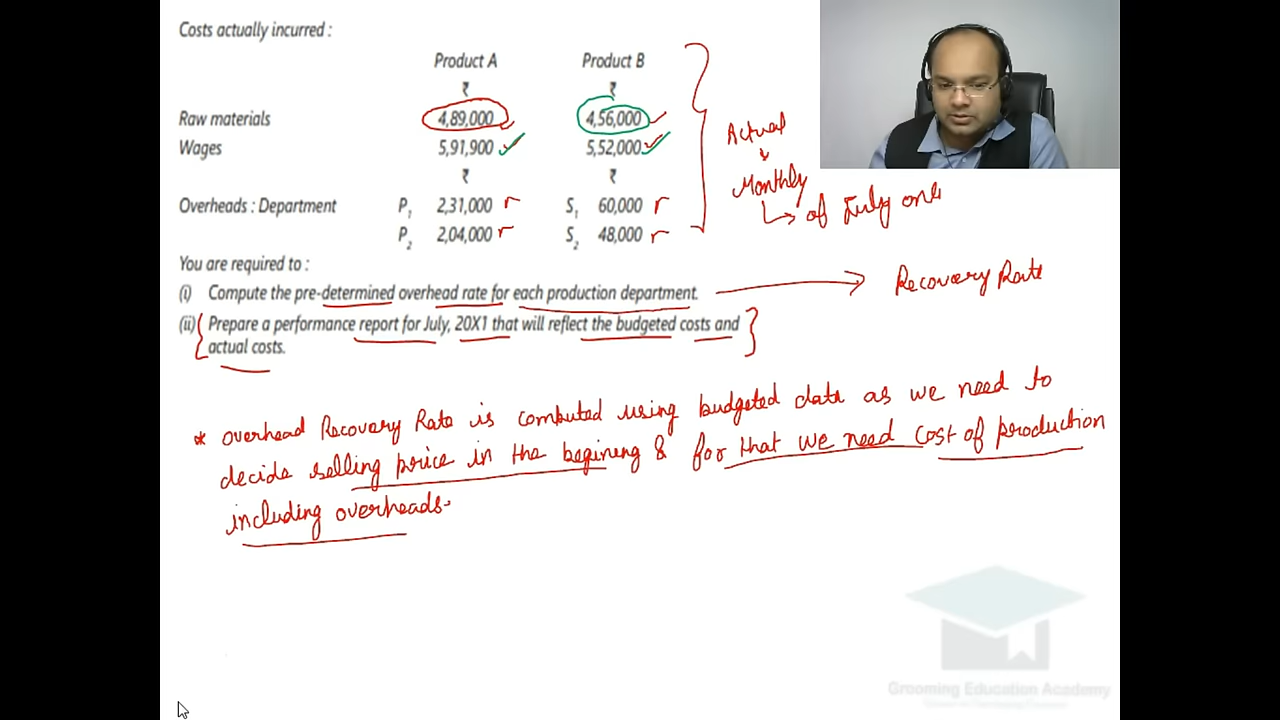 Costs actually incurred :
Product A Product B
₹ ₹
Raw materials 4,89,000 4,56,000
Wages 5,91,900 5,52,000
₹ ₹
Overheads : Department P1 2,31,000 S1 60,000
P2 2,04,000 S2 48,000
Actual
Monthly
of July only
You are required to :
(i) Compute the pre-determined overhead rate for each production department. Recovery Rate
(ii) Prepare a performance report for July, 20X1 that will reflect the budgeted costs and
actual costs.
* overhead Recovery Rate is computed using budgeted data as we need to
decide selling price in the begining & for that we need cost of production
including overheads.
Grooming Education Academy